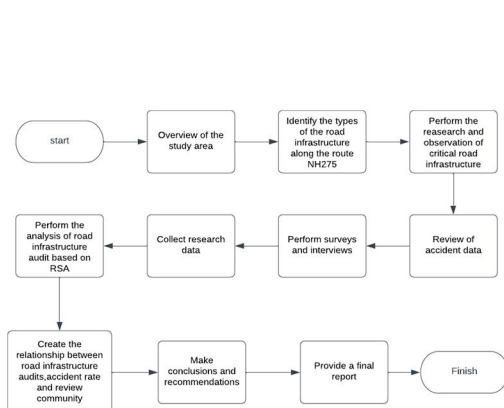 start
Overview of the
study area
Identify the types
of the road
infrastructure
along the route
NH275
Perform the
reasearch and
observation of
critical road
infrastructure
Review of
accident data
Perform surveys
and interviews
Collect research
data
Perform the
analysis of road
infrastructure
audit based on
RSA
Create the
relationship between
road infrastructure
audits,accident rate
and review
community
Make
conclusions and
recommendations
Provide a final
report
Finish